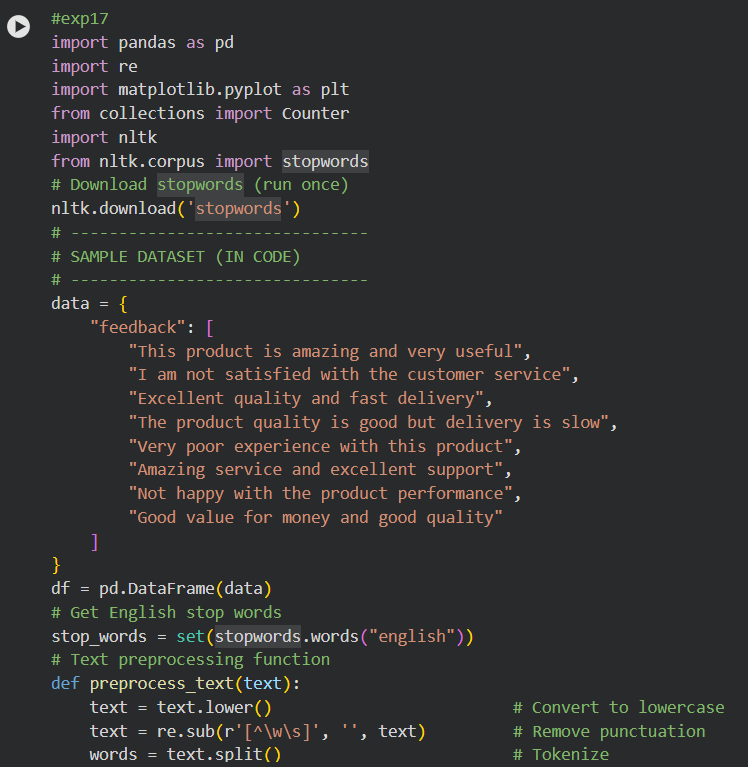 #exp17
import pandas as pd
import re
import matplotlib.pyplot as plt
from collections import Counter
import nltk
from nltk.corpus import stopwords
# Download stopwords (run once)
nltk.download('stopwords')
# -------------------------------
# SAMPLE DATASET (IN CODE)
# -------------------------------
data = {
    "feedback": [
        "This product is amazing and very useful",
        "I am not satisfied with the customer service",
        "Excellent quality and fast delivery",
        "The product quality is good but delivery is slow",
        "Very poor experience with this product",
        "Amazing service and excellent support",
        "Not happy with the product performance",
        "Good value for money and good quality"
    ]
}
df = pd.DataFrame(data)
# Get English stop words
stop_words = set(stopwords.words("english"))
# Text preprocessing function
def preprocess_text(text):
    text = text.lower()                         # Convert to lowercase
    text = re.sub(r'[^\w\s]', '', text)         # Remove punctuation
    words = text.split()                        # Tokenize